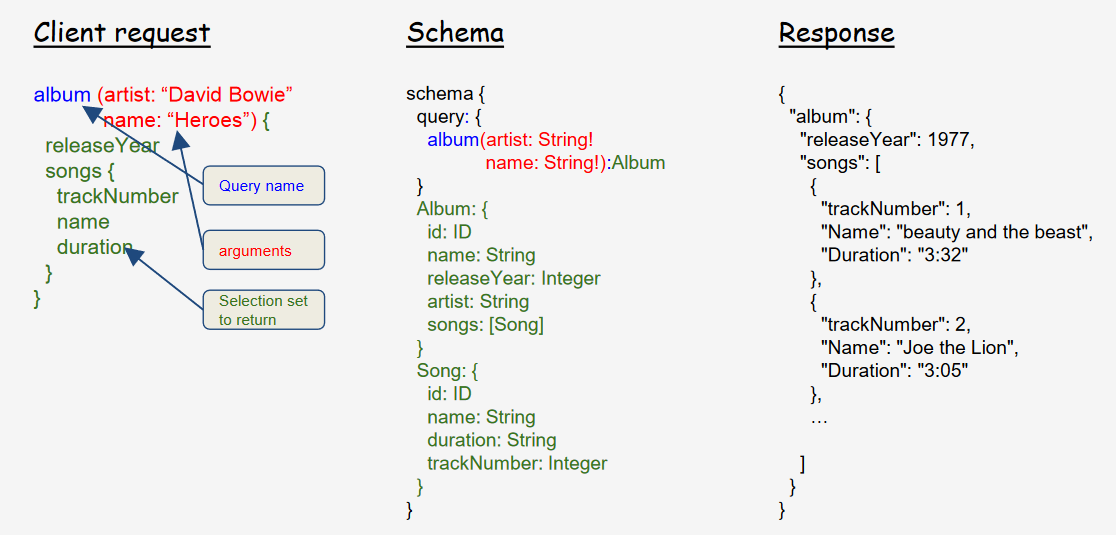 Client request
album (artist: “David Bowie”
name: “Heroes”) {
releaseYear
songs {
trackNumber
name
duration
}
}
Query name
arguments
Selection set
to return
Schema
schema {
query: {
album(artist: String!
name: String!):Album
}
Album: {
id: ID
name: String
releaseYear: Integer
artist: String
songs: [Song]
}
Song: {
id: ID
name: String
duration: String
trackNumber: Integer
}
}
Response
{
"album": {
"releaseYear": 1977,
"songs": [
{
"trackNumber": 1,
"Name": "beauty and the beast",
"Duration": "3:32"
},
{
"trackNumber": 2,
"Name": "Joe the Lion",
"Duration": "3:05"
},
…
]
}
}